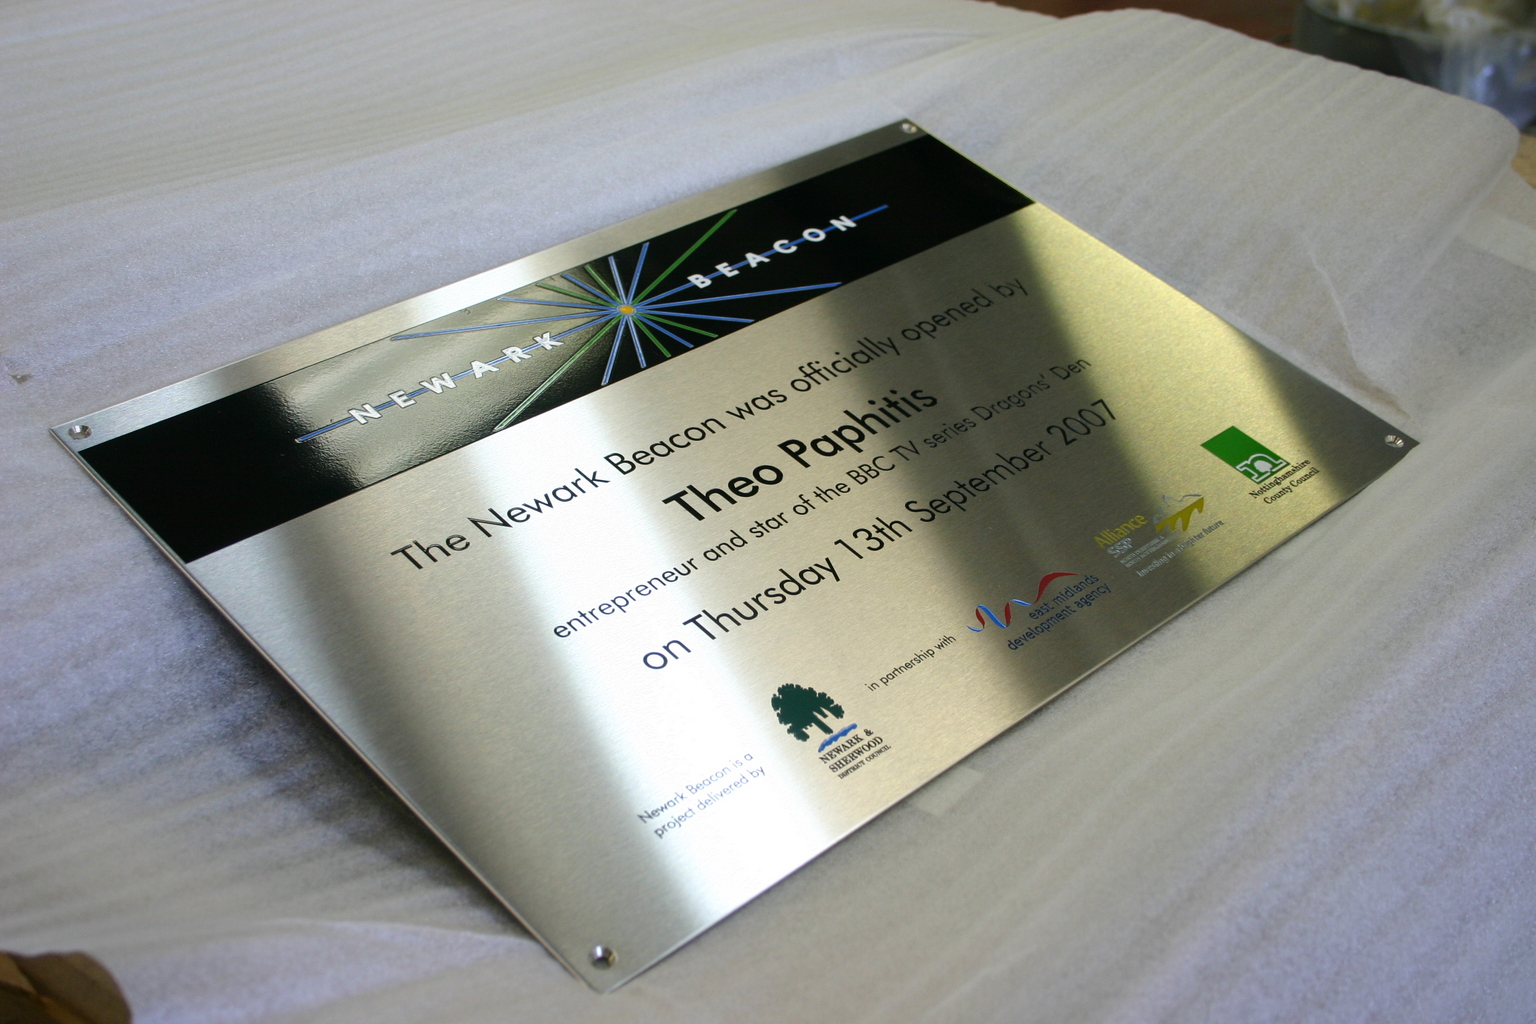 NEWARK BEACON
The Newark Beacon was officially opened by
Theo Paphitis
entrepreneur and star of the BBC TV series Dragons' Den
on Thursday 13th September 2007
Newark Beacon is a
project delivered by
NEWARK &
SHERWOOD
DISTRICT COUNCIL
in partnership with
east midlands
development agency
Alliance
SSP
Investing in a brighter future
n
Nottinghamshire
County Council